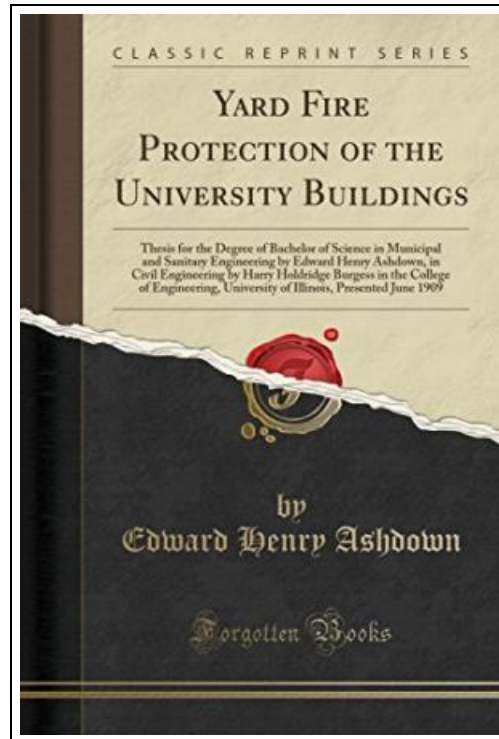 CLASSIC REPRINT SERIES
YARD FIRE
PROTECTION OF THE
UNIVERSITY BUILDINGS
Thesis for the Degree of Bachelor of Science in Municipal
and Sanitary Engineering by Edward Henry Ashdown, in
Civil Engineering by Harry Holdridge Burgess in the College
of Engineering, University of Illinois, Presented June 1909
by
Edward Henry Ashdown
Forgotten Books